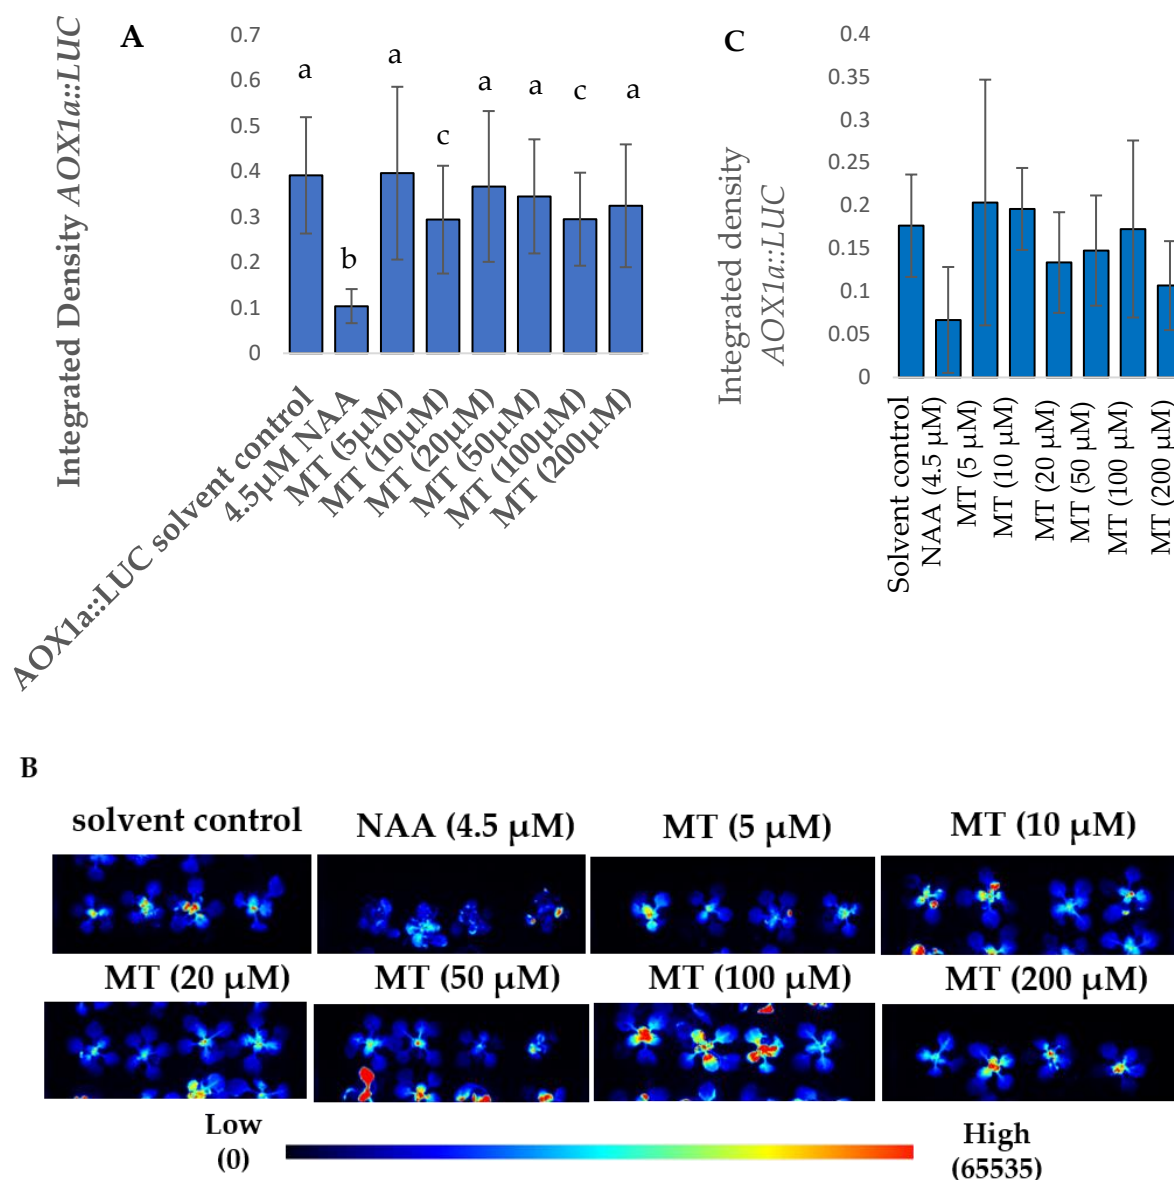 A
Integrated Density AOX1a::LUC
0.7
0.6
0.5
0.4
0.3
0.2
0.1
0
a
b
a
c
a
a
c
a
AOX1a::LUC solvent control
4.5µM NAA
MT (5µM)
MT (10µM)
MT (20µM)
MT (50µM)
MT (100µM)
MT (200µM)
C
Integrated density
AOX1a::LUC
0.4
0.35
0.3
0.25
0.2
0.15
0.1
0.05
0
Solvent control
NAA (4.5 µM)
MT (5 µM)
MT (10 µM)
MT (20 µM)
MT (50 µM)
MT (100 µM)
MT (200 µM)
B
solvent control
NAA (4.5 µM)
MT (5 µM)
MT (10 µM)
MT (20 µM)
MT (50 µM)
MT (100 µM)
MT (200 µM)
Low
(0)
High
(65535)